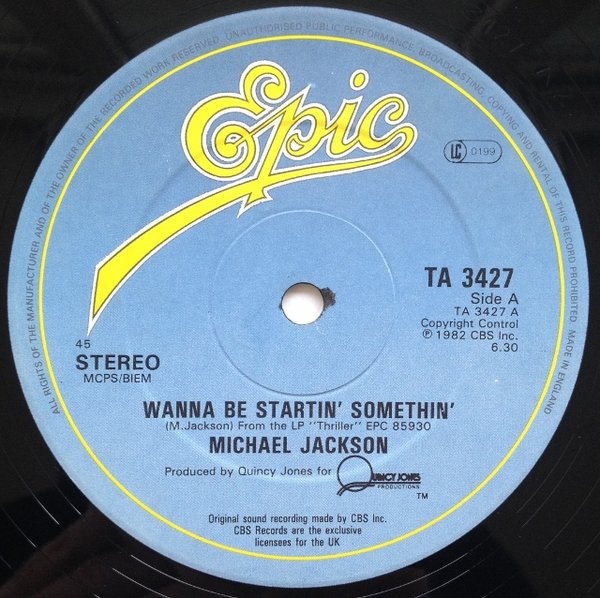 ALL RIGHTS OF THE MANUFACTURER AND OF THE OWNER OF THE RECORDED WORK RESERVED. UNAUTHORISED PUBLIC PERFORMANCE, BROADCASTING, COPYING AND RENTAL OF THIS RECORD PROHIBITED. MADE IN ENGLAND
Epic
LC 0199
TA 3427
Side A
TA 3427 A
Copyright Control
℗ 1982 CBS Inc.
6.30
45
STEREO
MCPS/BIEM
WANNA BE STARTIN' SOMETHIN'
(M.Jackson) From the LP "Thriller" EPC 85930
MICHAEL JACKSON
Produced by Quincy Jones for QUINCY JONES
PRODUCTIONS
TM
Original sound recording made by CBS Inc.
CBS Records are the exclusive
licensees for the UK